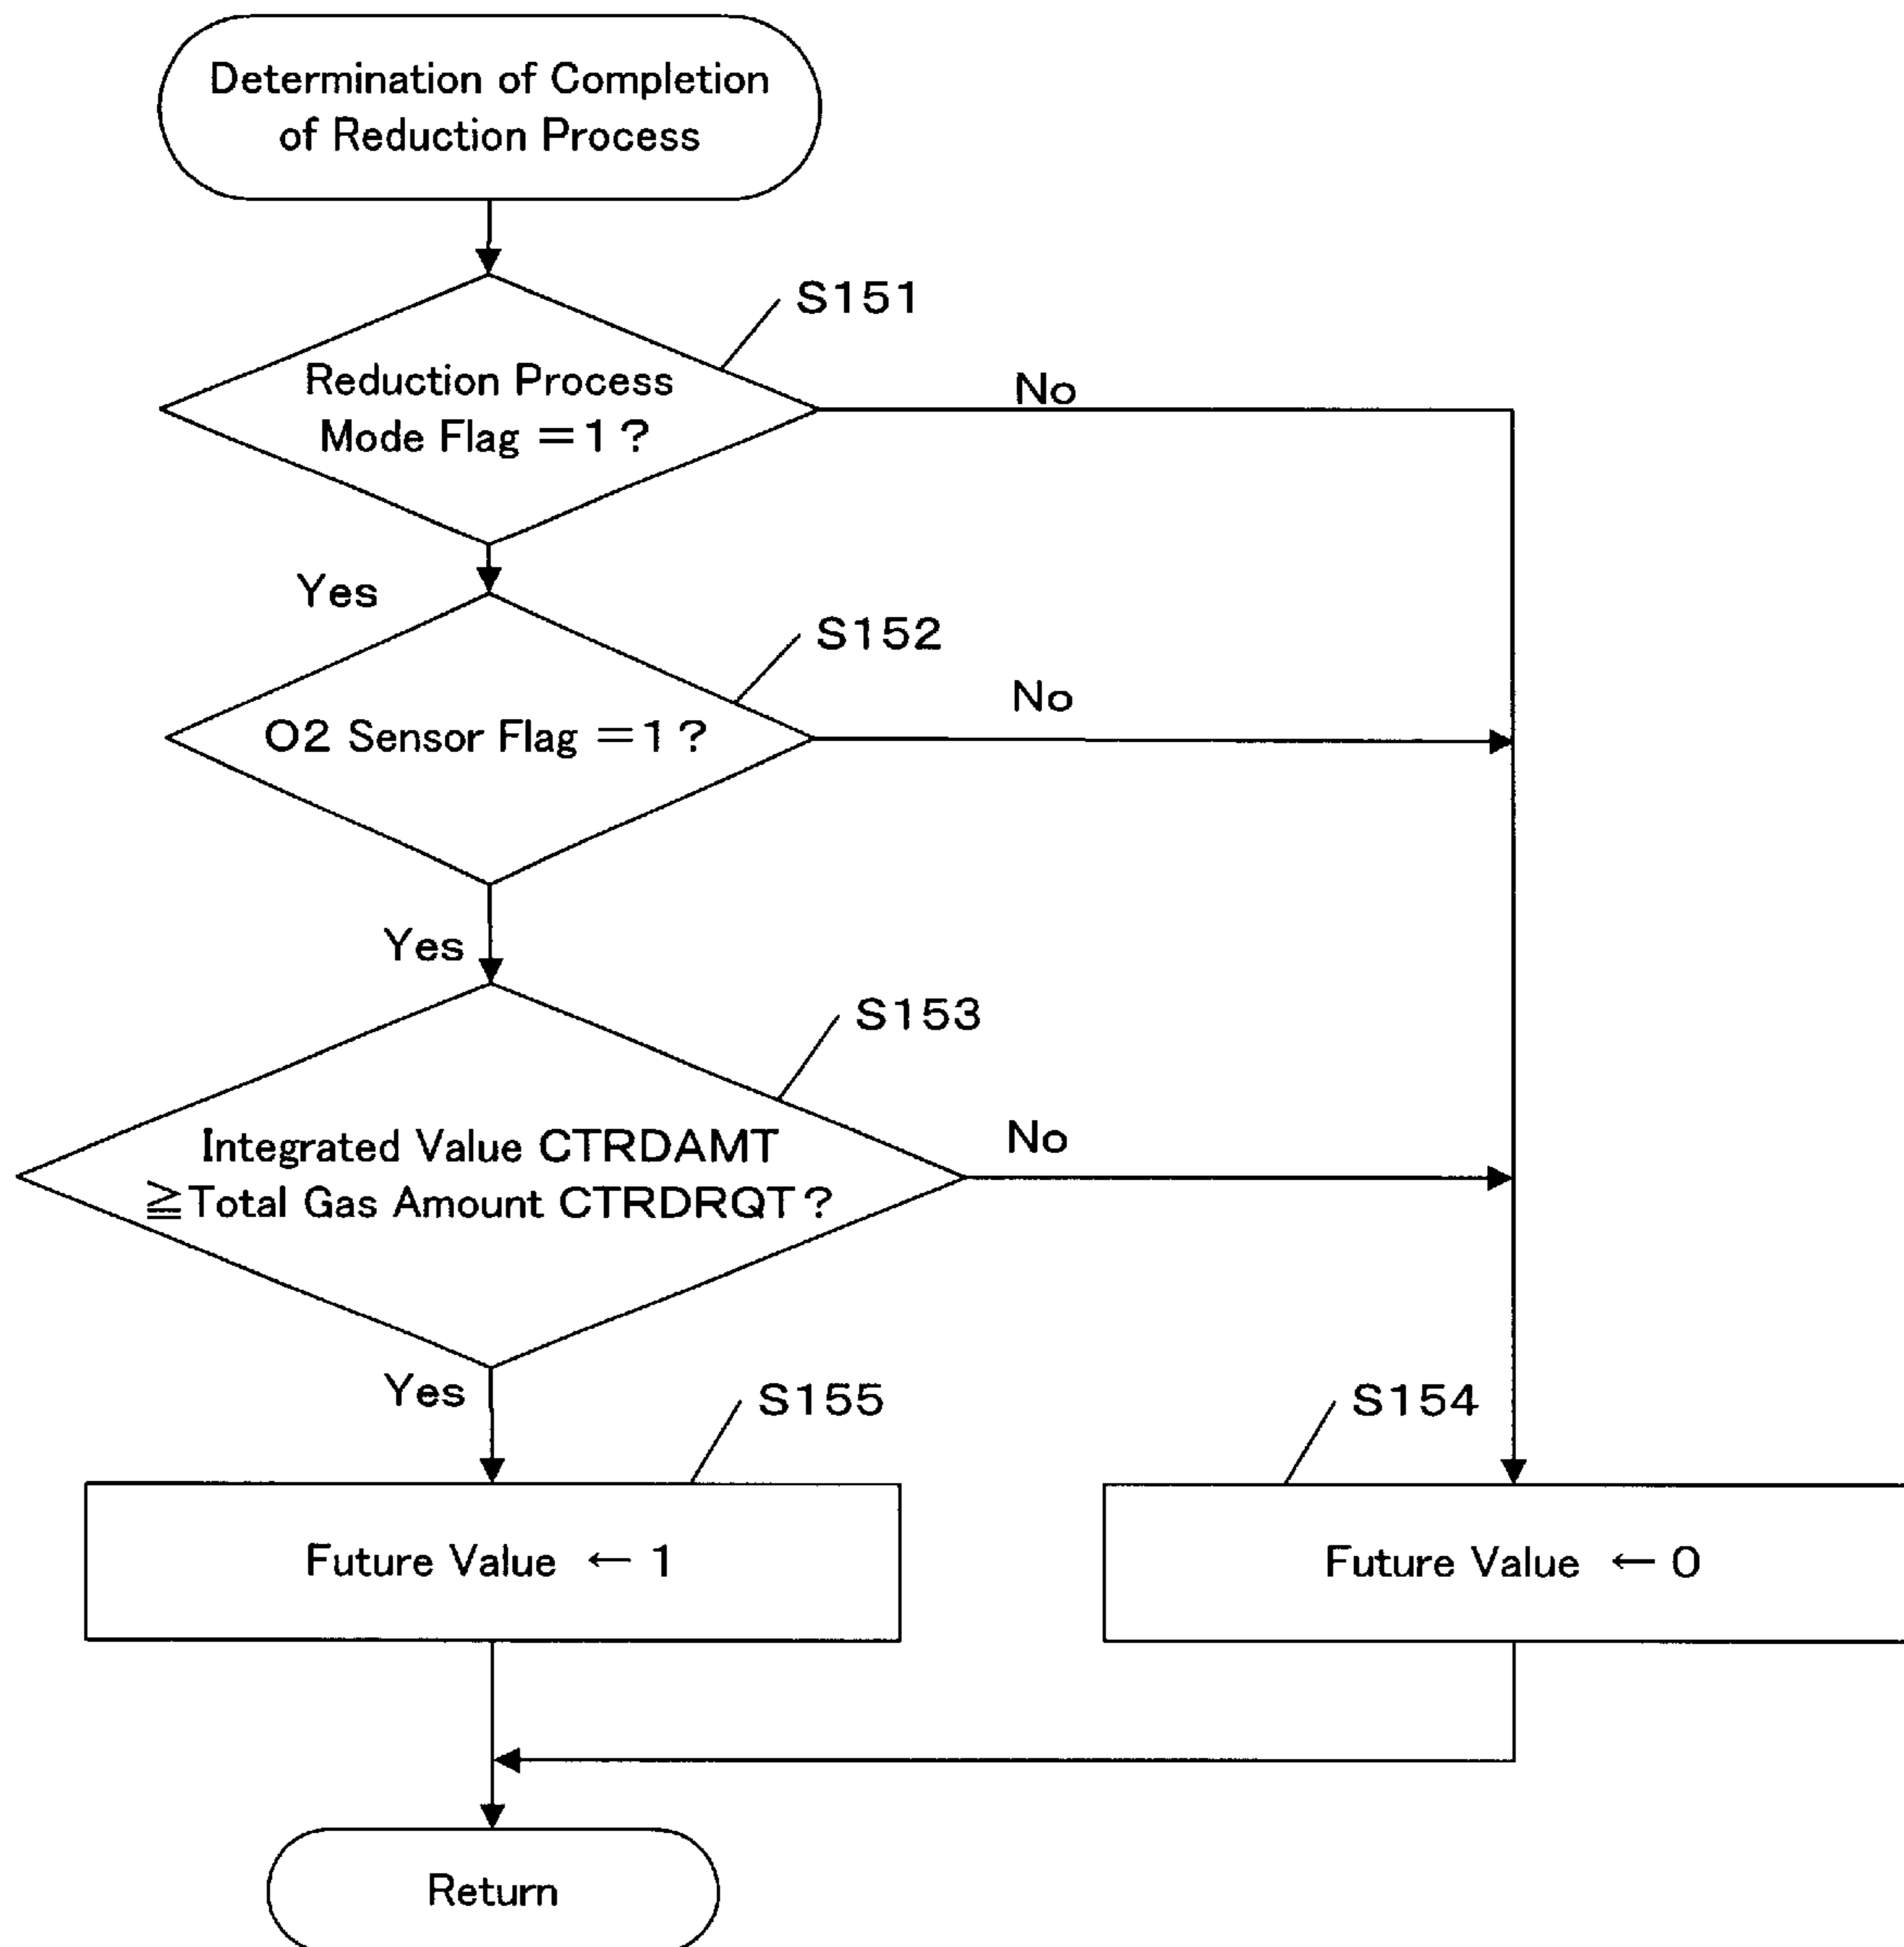 Determination of Completion
of Reduction Process
S151
Reduction Process
Mode Flag =1?
No
Yes
S152
O2 Sensor Flag =1?
No
Yes
S153
Integrated Value CTRDAMT
≧Total Gas Amount CTRDRQT?
No
Yes
S155
S154
Future Value ← 1
Future Value ← 0
Return